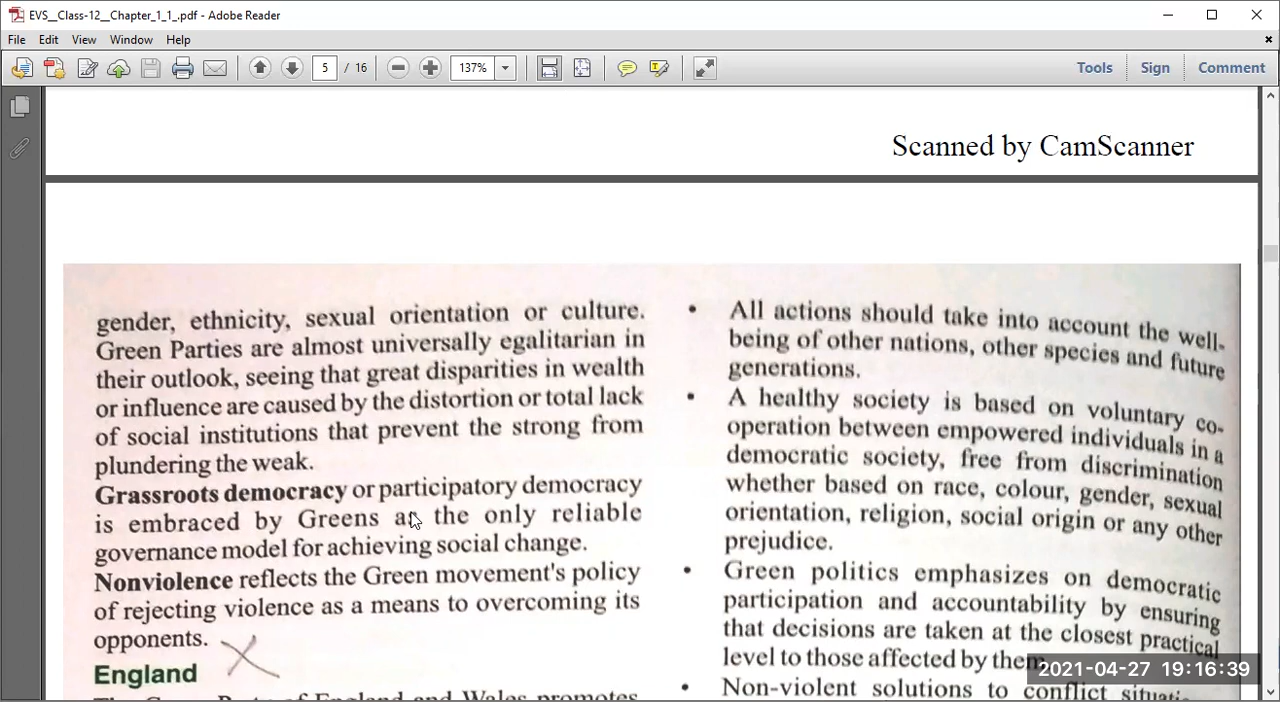 EVS__Class-12__Chapter_1_1_.pdf - Adobe Reader
File Edit View Window Help
5 / 16 137% Tools Sign Comment
Scanned by CamScanner
gender, ethnicity, sexual orientation or culture.
Green Parties are almost universally egalitarian in
their outlook, seeing that great disparities in wealth
or influence are caused by the distortion or total lack
of social institutions that prevent the strong from
plundering the weak.
Grassroots democracy or participatory democracy
is embraced by Greens as the only reliable
governance model for achieving social change.
Nonviolence reflects the Green movement's policy
of rejecting violence as a means to overcoming its
opponents.
England
The Green Party of England and Wales promotes
• All actions should take into account the well-
being of other nations, other species and future
generations.
• A healthy society is based on voluntary co-
operation between empowered individuals in a
democratic society, free from discrimination
whether based on race, colour, gender, sexual
orientation, religion, social origin or any other
prejudice.
• Green politics emphasizes on democratic
participation and accountability by ensuring
that decisions are taken at the closest practical
level to those affected by them
• Non-violent solutions to conflict
2021-04-27 19:16:39